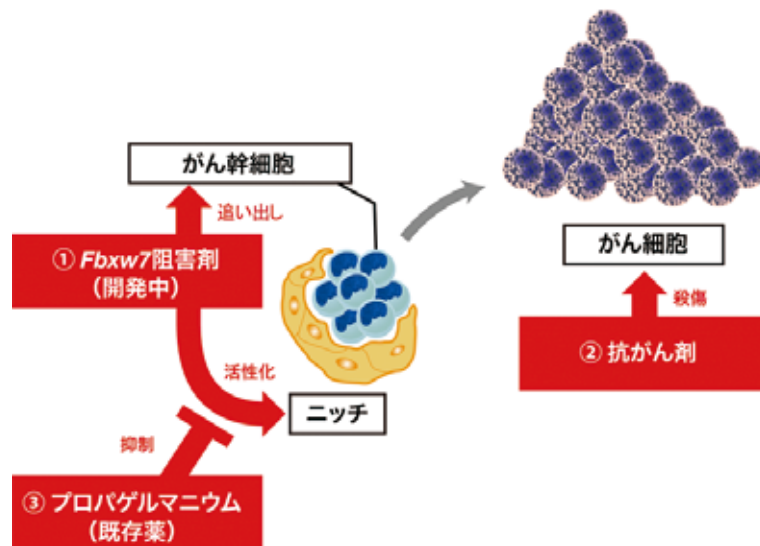 がん幹細胞
追い出し
① Fbxw7阻害剤
（開発中）
活性化
ニッチ
抑制
③ プロパゲルマニウム
（既存薬）
がん細胞
殺傷
② 抗がん剤